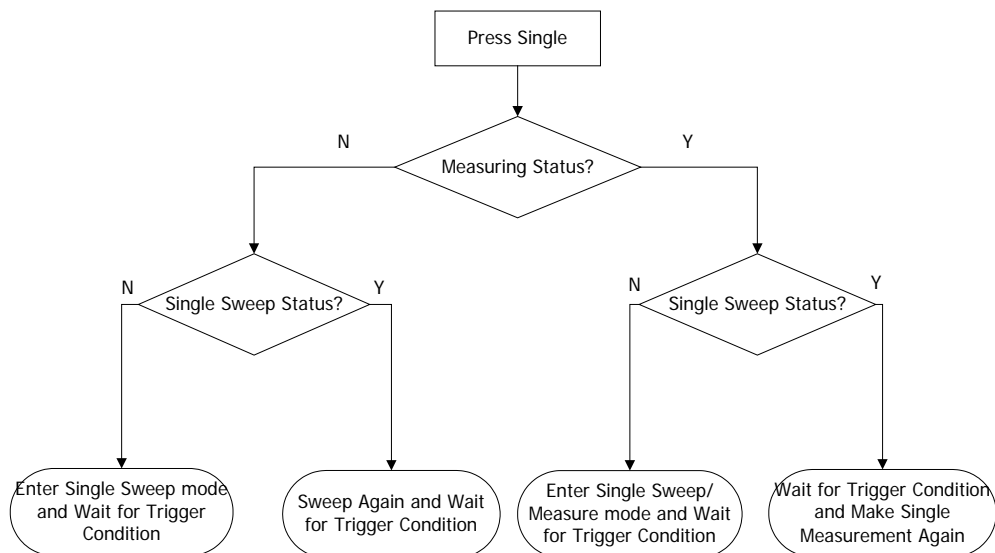 Press Single
N
Y
Measuring Status?
N
Y
N
Y
Single Sweep Status?
Single Sweep Status?
Enter Single Sweep mode
and Wait for Trigger
Condition
Sweep Again and Wait
for Trigger Condition
Enter Single Sweep/
Measure mode and Wait
for Trigger Condition
Wait for Trigger Condition
and Make Single
Measurement Again